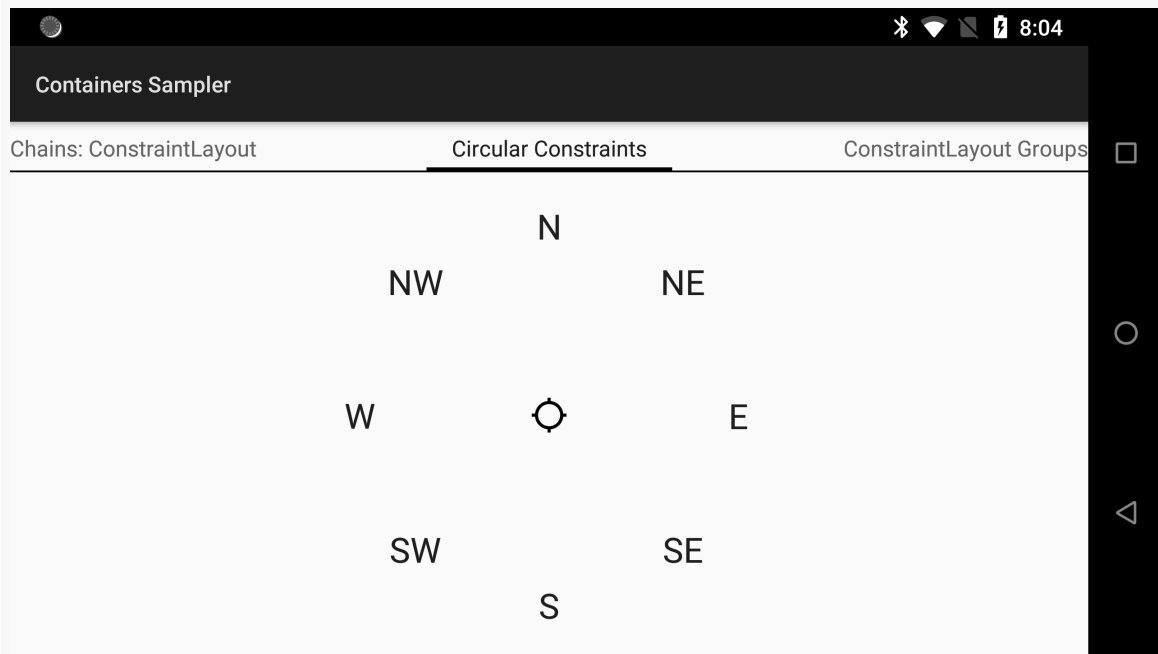 8:04
Containers Sampler
Chains: ConstraintLayout Circular Constraints ConstraintLayout Groups
N
NW NE
W E
SW SE
S